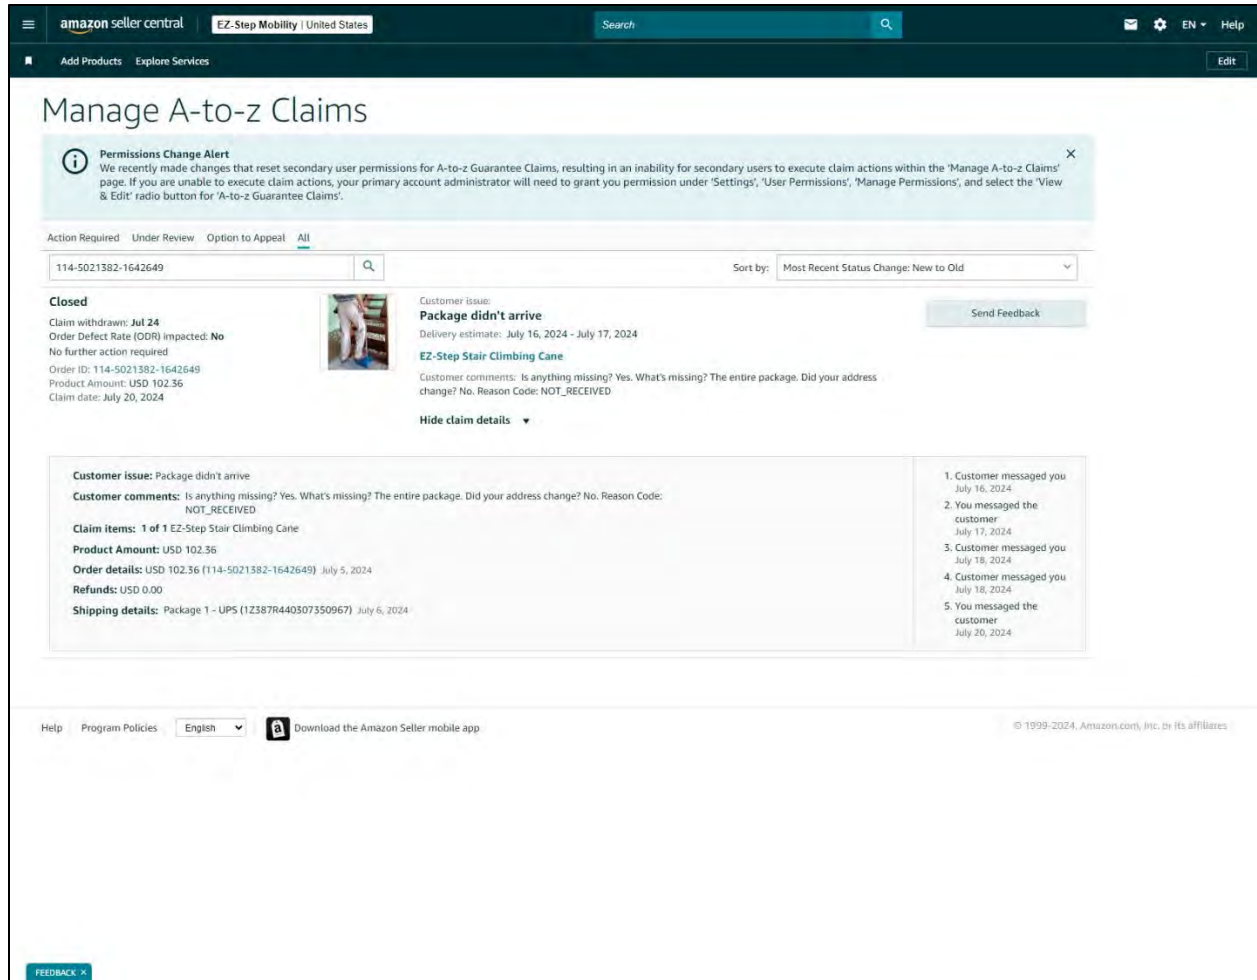 amazon seller central
EZ-Step Mobility | United States
Search
EN
Help
Add Products Explore Services
Edit
Manage A-to-z Claims
Permissions Change Alert
We recently made changes that reset secondary user permissions for A-to-z Guarantee Claims, resulting in an inability for secondary users to execute claim actions within the 'Manage A-to-z Claims'
page. If you are unable to execute claim actions, your primary account administrator will need to grant you permission under 'Settings', 'User Permissions', 'Manage Permissions', and select the 'View
& Edit' radio button for 'A-to-z Guarantee Claims'.
Action Required Under Review Option to Appeal All
114-5021382-1642649
Sort by: Most Recent Status Change: New to Old
Closed
Claim withdrawn: Jul 24
Order Defect Rate (ODR) impacted: No
No further action required
Order ID: 114-5021382-1642649
Product Amount: USD 102.36
Claim date: July 20, 2024
Customer issue:
Package didn't arrive
Delivery estimate: July 16, 2024 - July 17, 2024
EZ-Step Stair Climbing Cane
Customer comments: Is anything missing? Yes. What's missing? The entire package. Did your address
change? No. Reason Code: NOT_RECEIVED
Hide claim details
Send Feedback
Customer issue: Package didn't arrive
Customer comments: Is anything missing? Yes. What's missing? The entire package. Did your address change? No. Reason Code:
NOT_RECEIVED
Claim items: 1 of 1 EZ-Step Stair Climbing Cane
Product Amount: USD 102.36
Order details: USD 102.36 (114-5021382-1642649) July 5, 2024
Refunds: USD 0.00
Shipping details: Package 1 - UPS (1Z387R440307350967) July 6, 2024
1. Customer messaged you
July 16, 2024
2. You messaged the
customer
July 17, 2024
3. Customer messaged you
July 18, 2024
4. Customer messaged you
July 18, 2024
5. You messaged the
customer
July 20, 2024
Help Program Policies English Download the Amazon Seller mobile app
© 1999-2024, Amazon.com, Inc. or its affiliates
FEEDBACK